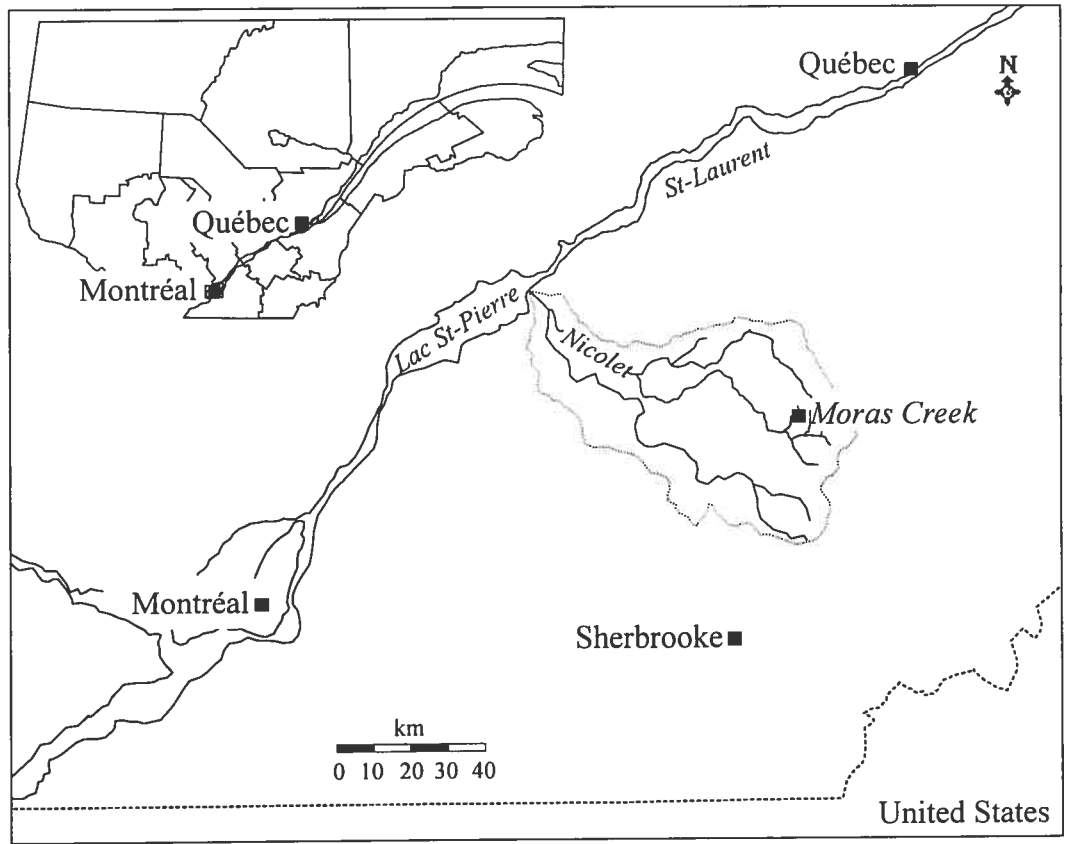 Québec
N
St-Laurent
Québec
Montréal
Lac St-Pierre
Nicolet
Moras Creek
Montréal
Sherbrooke
km
0 10 20 30 40
United States